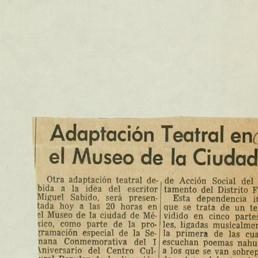 Adaptación Teatral en
el Museo de la Ciudad
Otra adaptación teatral de-
bida a la idea del escritor
Miguel Sabido, será presen-
tada hoy a las 20 horas en
el Museo de la ciudad de Mé-
xico, como parte de la pro-
gramación especial de la Se-
mana Conmemorativa del I
Aniversario del Centro Cul-
de Acción Social del
tamento del Distrito F
Esta dependencia i
que se trata de un te
vidido en cinco parte
ges, ligadas musicalme
la primera de las cua
escuchan poemas nahu
a los que se van sobrep